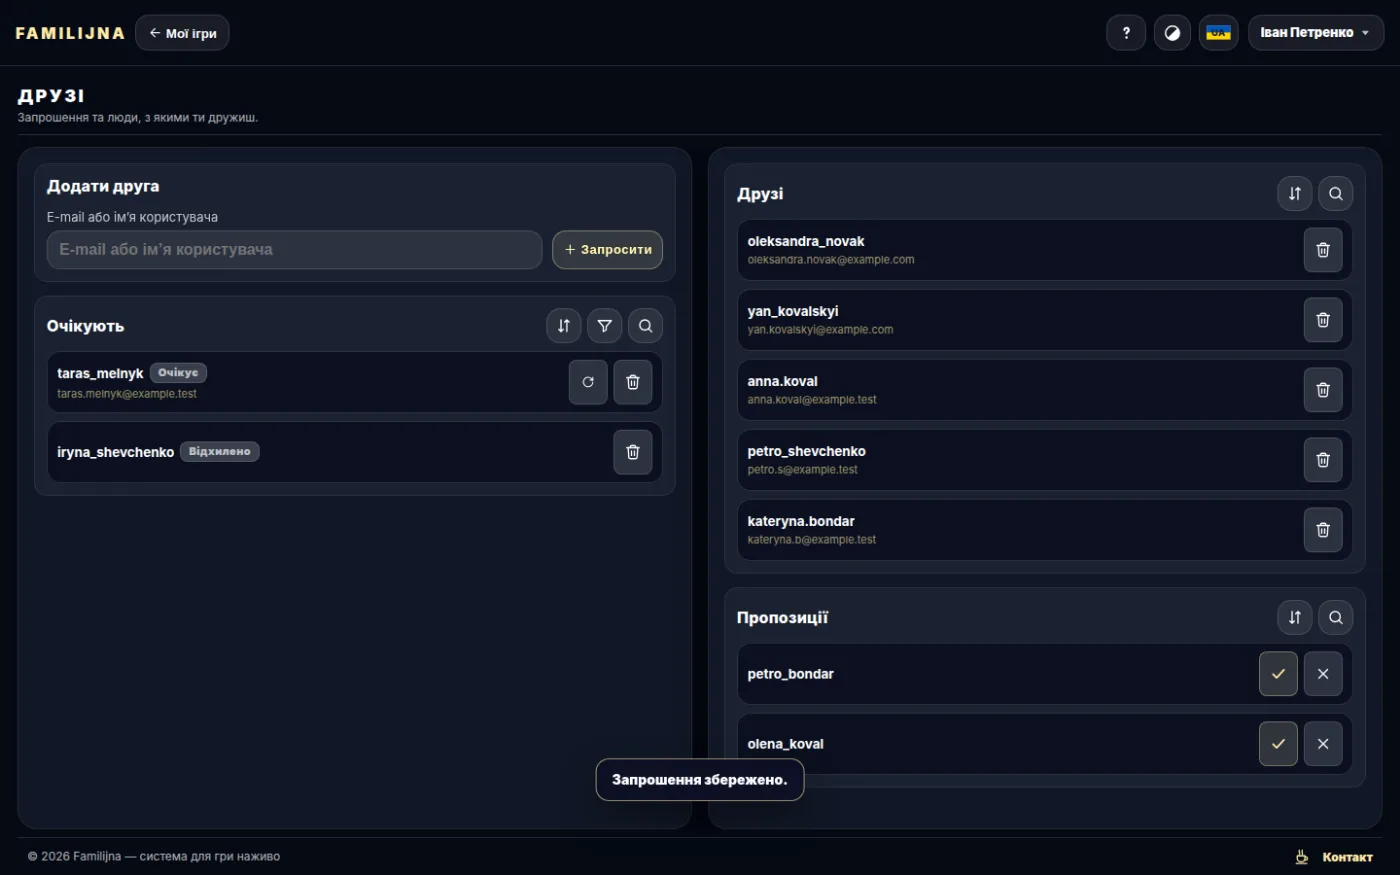 FAMILIJNA
← Мої ігри
?
UA
Іван Петренко
ДРУЗІ
Запрошення та люди, з якими ти дружиш.
Додати друга
E-mail або ім’я користувача
E-mail або ім’я користувача
+ Запросити
Очікують
taras_melnyk Очікує
taras.melnyk@example.test
iryna_shevchenko Відхилено
Друзі
oleksandra_novak
oleksandra.novak@example.com
yan_kovalskyi
yan.kovalskyi@example.com
anna.koval
anna.koval@example.test
petro_shevchenko
petro.s@example.test
kateryna.bondar
kateryna.b@example.test
Пропозиції
petro_bondar
olena_koval
Запрошення збережено.
© 2026 Familijna — система для гри наживо
Контакт